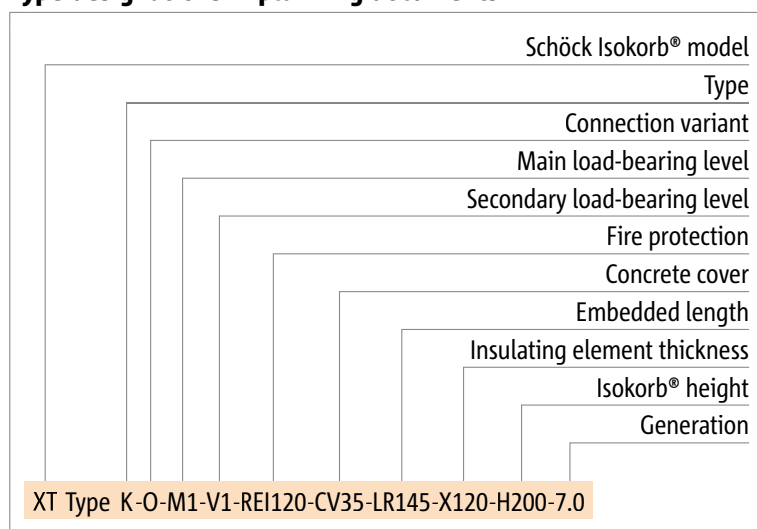 Schöck Isokorb® model
Type
Connection variant
Main load-bearing level
Secondary load-bearing level
Fire protection
Concrete cover
Embedded length
Insulating element thickness
Isokorb® height
Generation
XT Type K-O-M1-V1-REI120-CV35-LR145-X120-H200-7.0